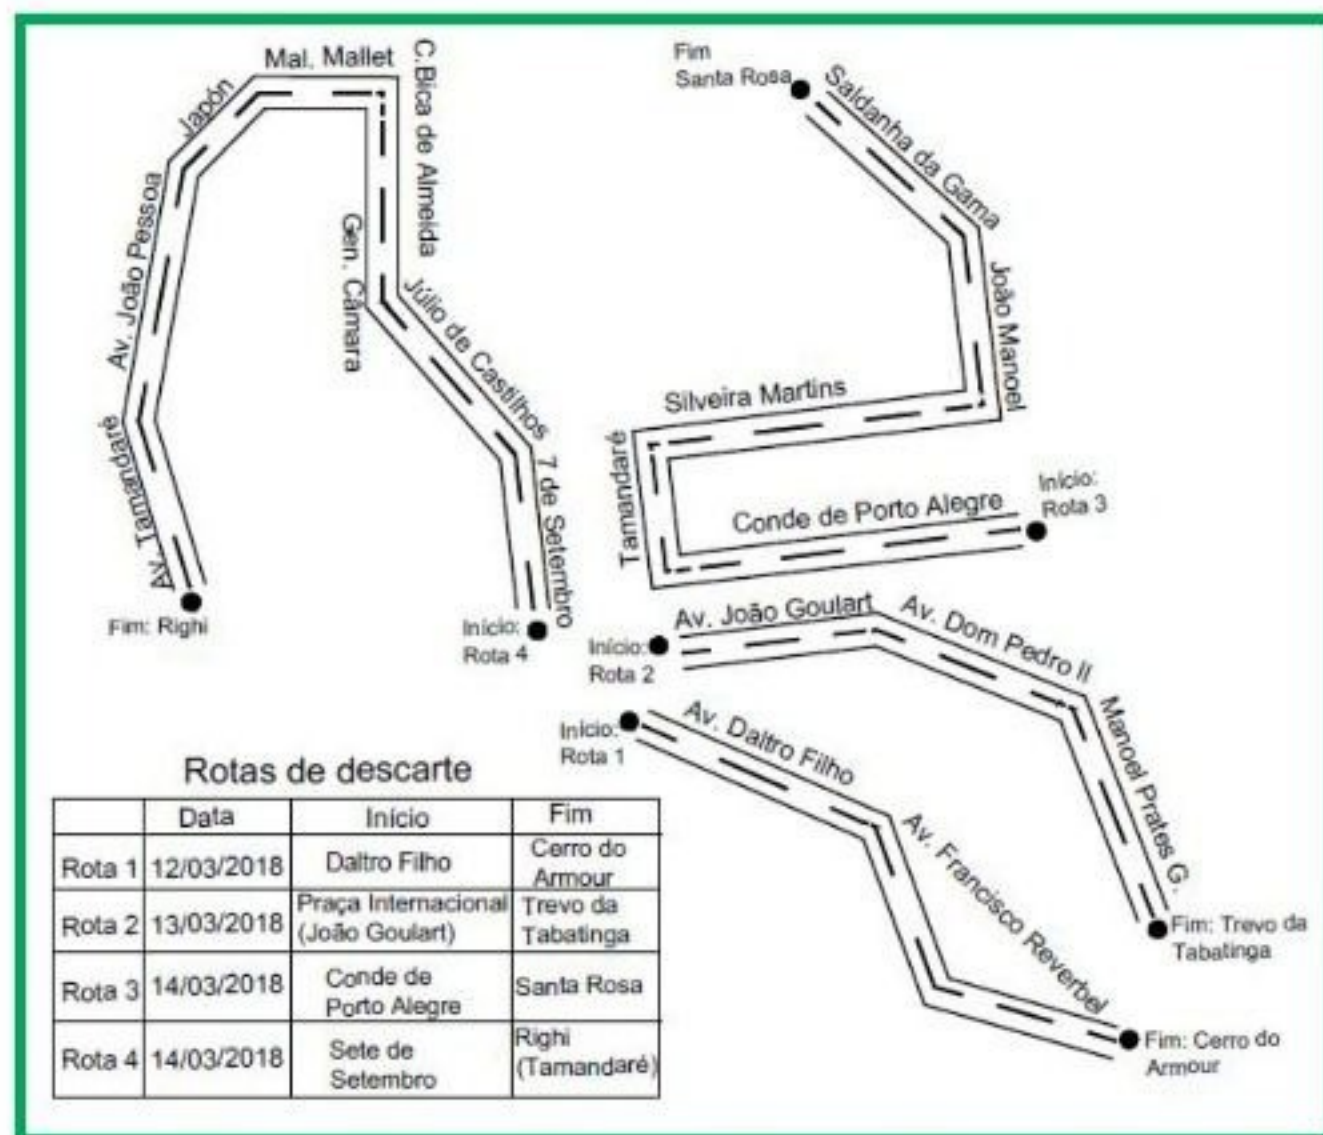 Mal. Mallet
C. Bica de Almeida
Japón
Av. João Pessoa
Gen. Câmara
Júlio de Castilhos
Av. Tamandaré
7 de Setembro
Fim: Righi
Início:
Rota 4
Fim
Santa Rosa
Saldanha da Gama
João Manoel
Silveira Martins
Tamandaré
Conde de Porto Alegre
Início:
Rota 3
Av. João Goulart
Av. Dom Pedro II
Início:
Rota 2
Manoel Prates G.
Fim: Trevo da
Tabatinga
Av. Daltro Filho
Início:
Rota 1
Av. Francisco Reverbel
Fim: Cerro do
Armour
Rotas de descarte
Data Início Fim
Rota 1 12/03/2018 Daltro Filho Cerro do
Armour
Rota 2 13/03/2018 Praça Internacional Trevo da
(João Goulart) Tabatinga
Rota 3 14/03/2018 Conde de Santa Rosa
Porto Alegre
Rota 4 14/03/2018 Sete de Righi
Setembro (Tamandaré)